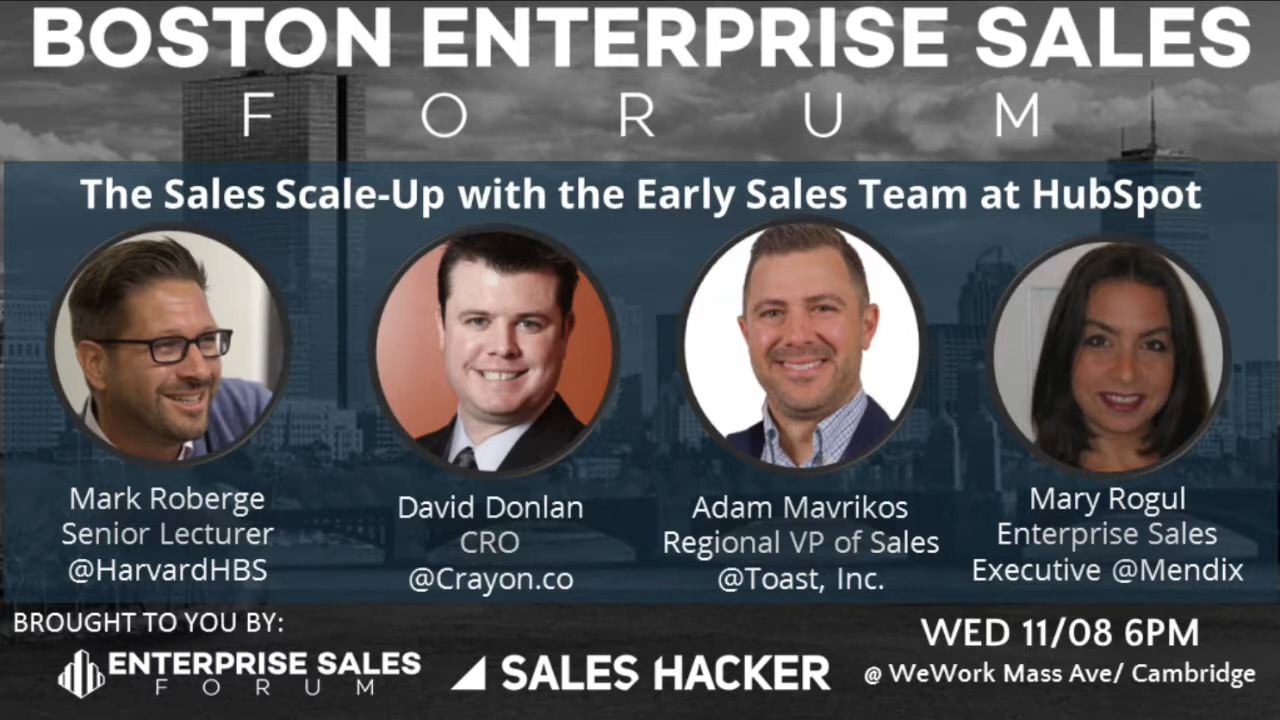 BOSTON ENTERPRISE SALES
FORUM
The Sales Scale-Up with the Early Sales Team at HubSpot
Mark Roberge
Senior Lecturer
@HarvardHBS
David Donlan
CRO
@Crayon.co
Adam Mavrikos
Regional VP of Sales
@Toast, Inc.
Mary Rogul
Enterprise Sales
Executive @Mendix
BROUGHT TO YOU BY:
ENTERPRISE SALES
FORUM
SALES HACKER
WED 11/08 6PM
@ WeWork Mass Ave/ Cambridge